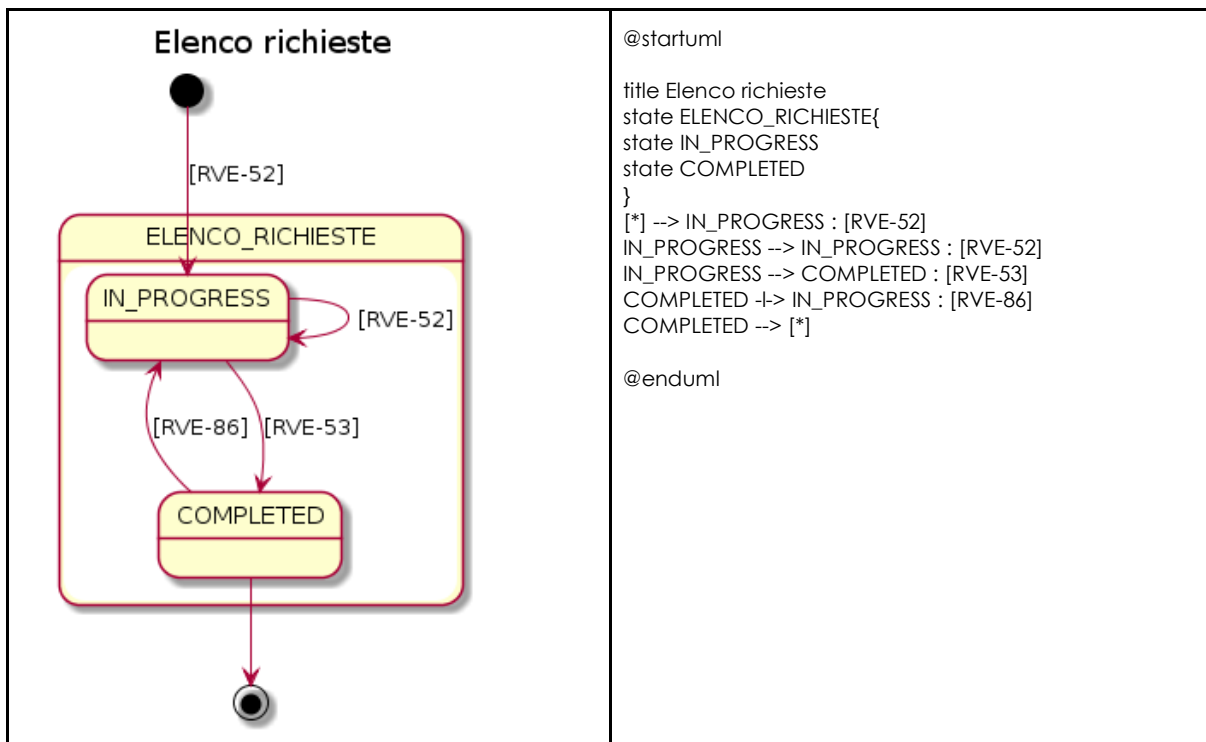 Elenco richieste
[RVE-52]
ELENCO_RICHIESTE
IN_PROGRESS
[RVE-52]
[RVE-86] [RVE-53]
COMPLETED
@startuml
title Elenco richieste
state ELENCO_RICHIESTE{
state IN_PROGRESS
state COMPLETED
}
[*] --> IN_PROGRESS : [RVE-52]
IN_PROGRESS --> IN_PROGRESS : [RVE-52]
IN_PROGRESS --> COMPLETED : [RVE-53]
COMPLETED -l-> IN_PROGRESS : [RVE-86]
COMPLETED --> [*]
@enduml